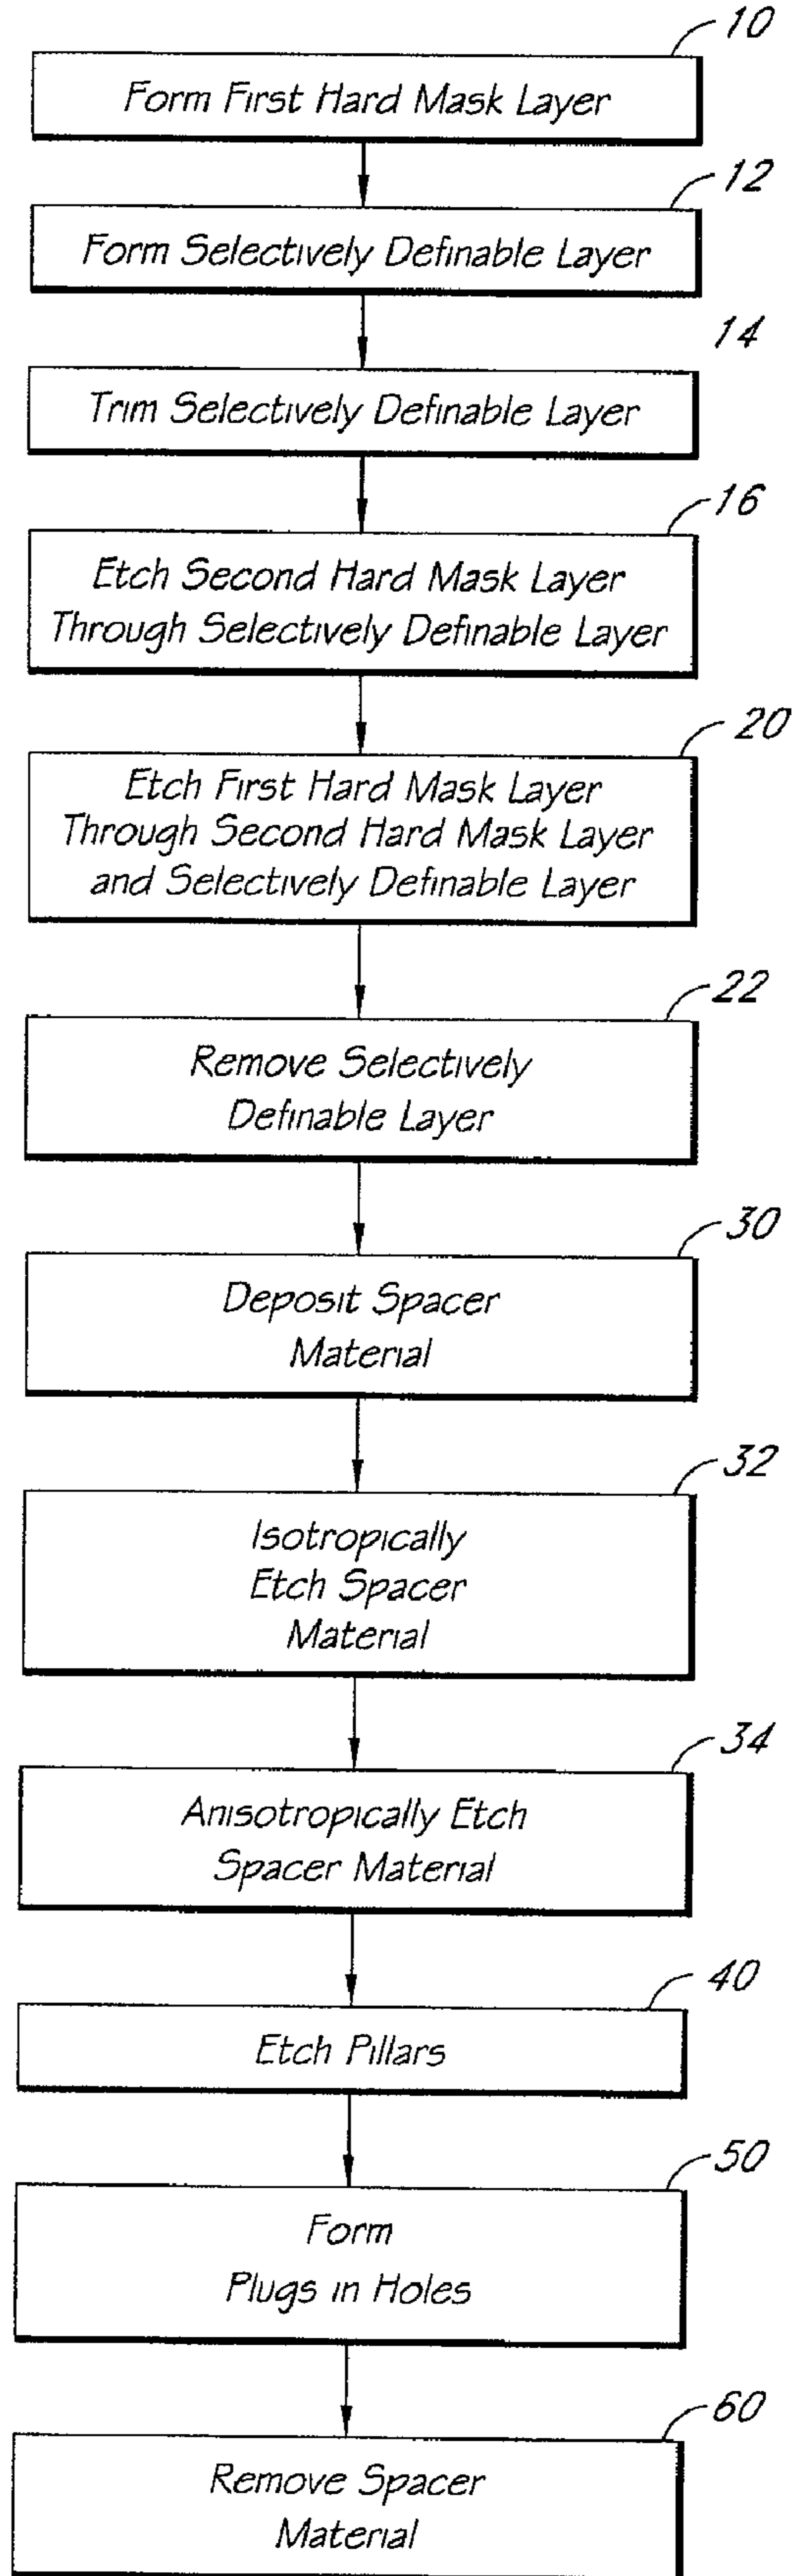 10
Form First Hard Mask Layer
12
Form Selectively Definable Layer
14
Trim Selectively Definable Layer
16
Etch Second Hard Mask Layer
Through Selectively Definable Layer
20
Etch First Hard Mask Layer
Through Second Hard Mask Layer
and Selectively Definable Layer
22
Remove Selectively
Definable Layer
30
Deposit Spacer
Material
32
Isotropically
Etch Spacer
Material
34
Anisotropically Etch
Spacer Material
40
Etch Pillars
50
Form
Plugs in Holes
60
Remove Spacer
Material